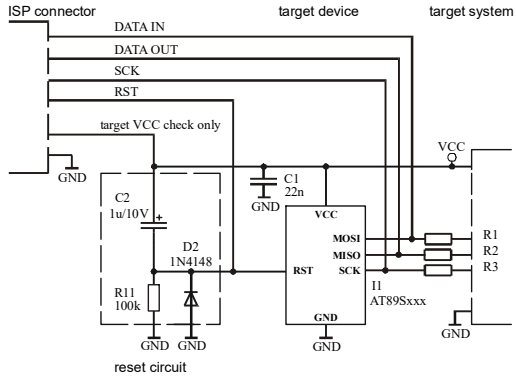 ISP connector
target device
target system
DATA IN
DATA OUT
SCK
RST
target VCC check only
GND
VCC
C1
22n
GND
C2
1u/10V
+
D2
1N4148
R11
100k
GND
GND
reset circuit
VCC
MOSI
MISO
SCK
RST
GND
I1
AT89Sxxx
GND
R1
R2
R3
GND